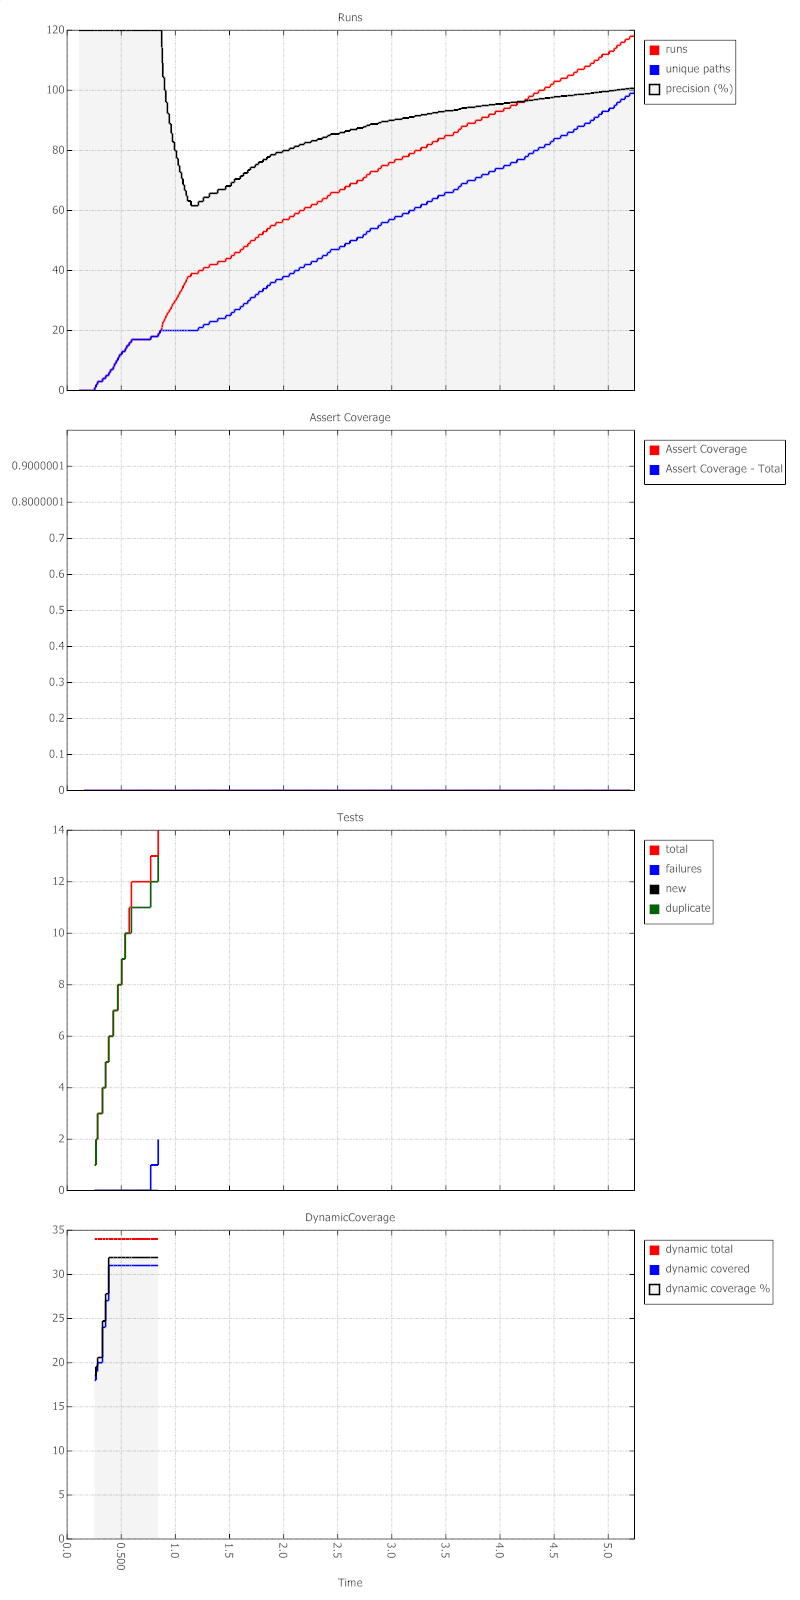 Runs
120
100
80
60
40
20
0
runs
unique paths
precision (%)
Assert Coverage
0.9000001
0.8000001
0.7
0.6
0.5
0.4
0.3
0.2
0.1
0
Assert Coverage
Assert Coverage - Total
Tests
14
12
10
8
6
4
2
0
total
failures
new
duplicate
DynamicCoverage
35
30
25
20
15
10
5
0
dynamic total
dynamic covered
dynamic coverage %
0.0
0.500
1.0
1.5
2.0
2.5
3.0
3.5
4.0
4.5
5.0
Time